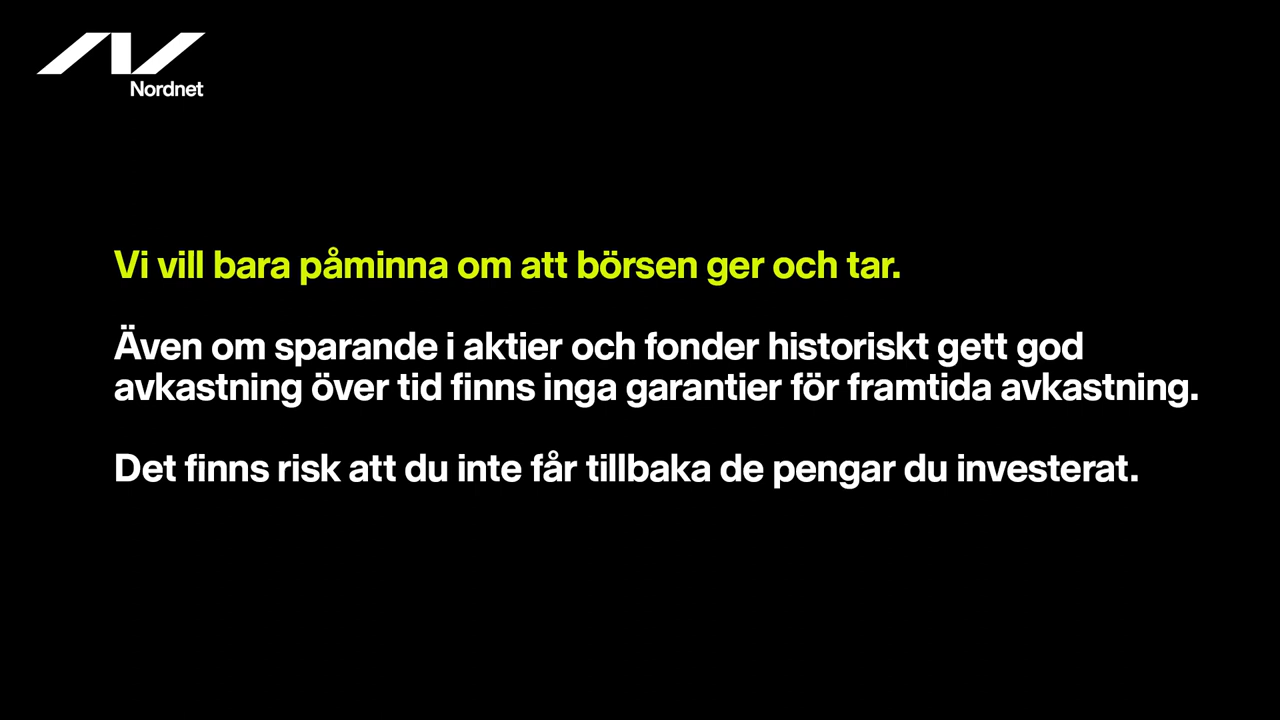 Nordnet
Vi vill bara påminna om att börsen ger och tar.
Även om sparande i aktier och fonder historiskt gett god
avkastning över tid finns inga garantier för framtida avkastning.
Det finns risk att du inte får tillbaka de pengar du investerat.